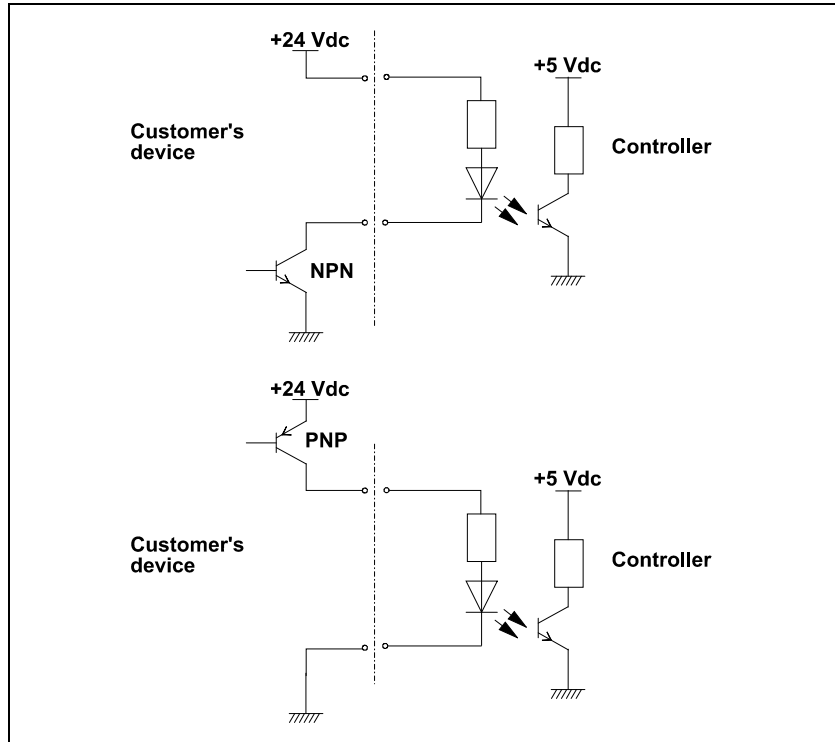 +24 Vdc
+5 Vdc
Customer's
device
Controller
NPN
+24 Vdc
PNP
+5 Vdc
Customer's
device
Controller